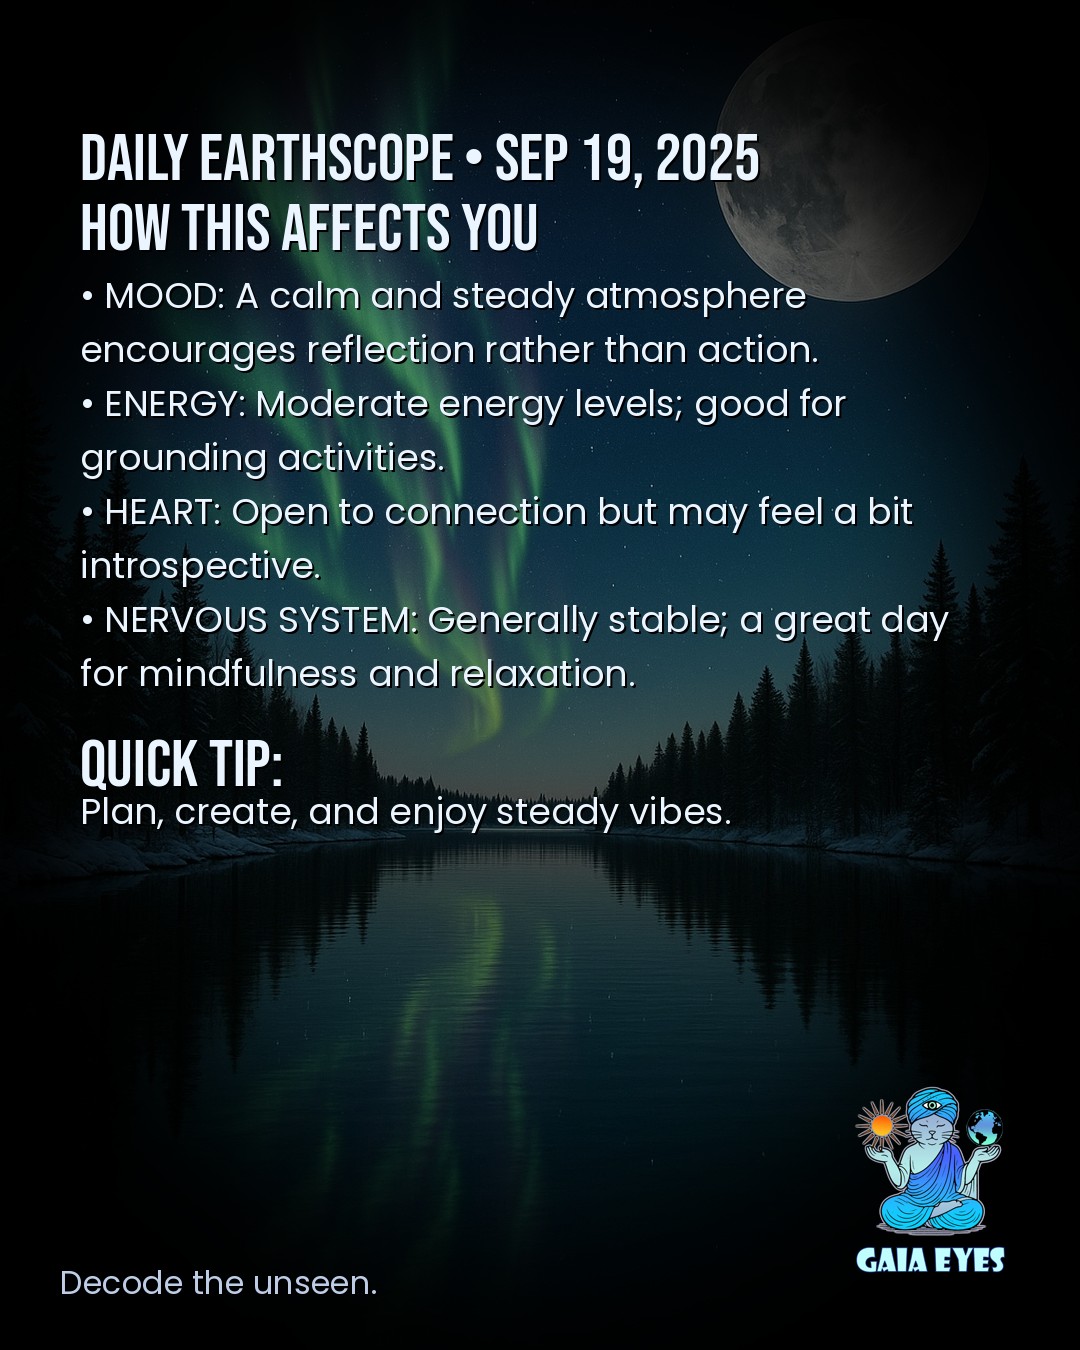 DAILY EARTHSCOPE • SEP 19, 2025
HOW THIS AFFECTS YOU
• MOOD: A calm and steady atmosphere
encourages reflection rather than action.
• ENERGY: Moderate energy levels; good for
grounding activities.
• HEART: Open to connection but may feel a bit
introspective.
• NERVOUS SYSTEM: Generally stable; a great day
for mindfulness and relaxation.
QUICK TIP:
Plan, create, and enjoy steady vibes.
GAIA EYES
Decode the unseen.